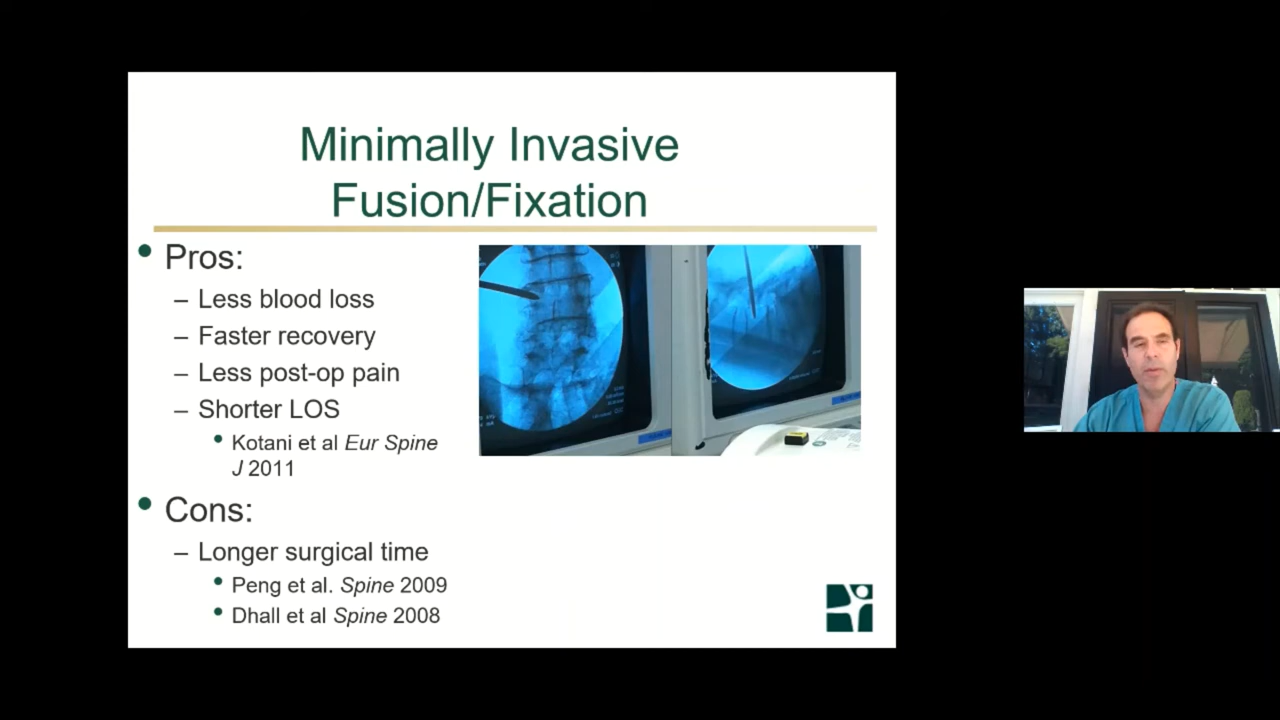 Minimally Invasive
Fusion/Fixation
• Pros:
– Less blood loss
– Faster recovery
– Less post-op pain
– Shorter LOS
• Kotani et al Eur Spine
J 2011
• Cons:
– Longer surgical time
• Peng et al. Spine 2009
• Dhall et al Spine 2008